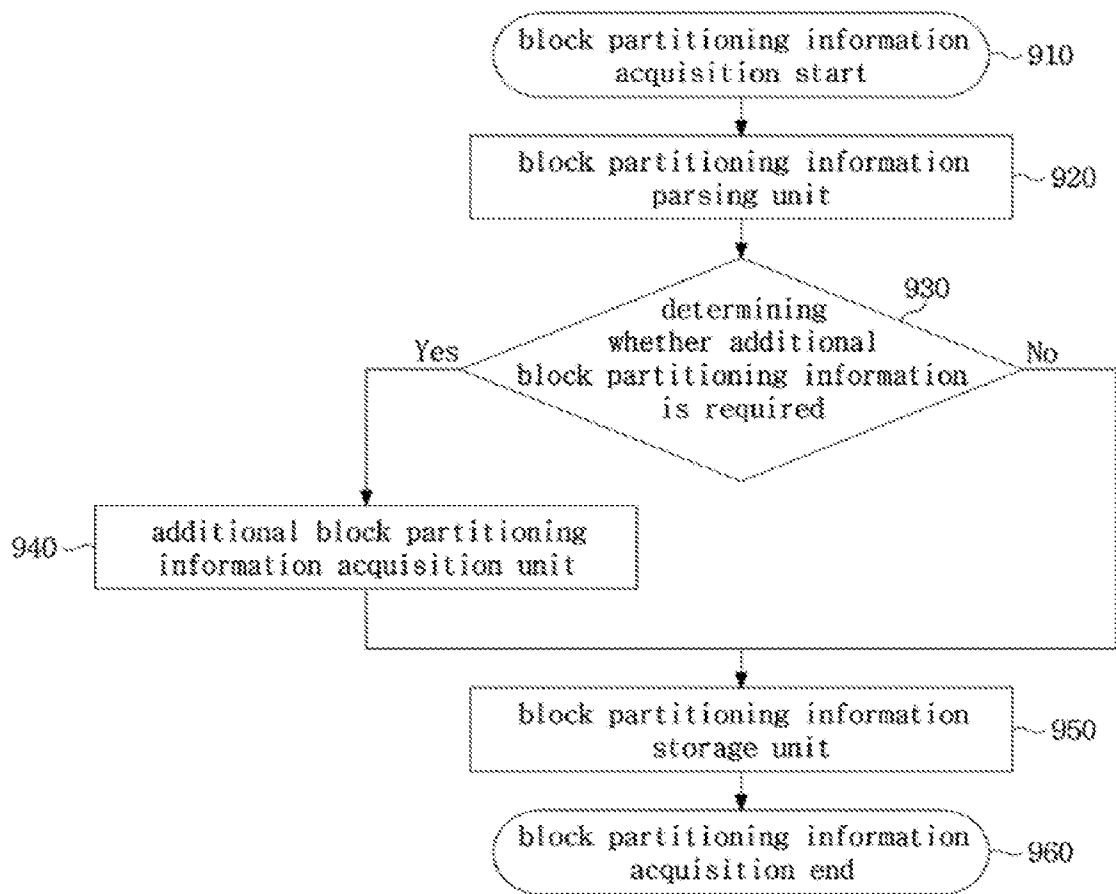 block partitioning information
acquisition start
910
block partitioning information
parsing unit
920
930
determining
whether additional
block partitioning information
is required
Yes
No
additional block partitioning
information acquisition unit
940
block partitioning information
storage unit
950
block partitioning information
acquisition end
960